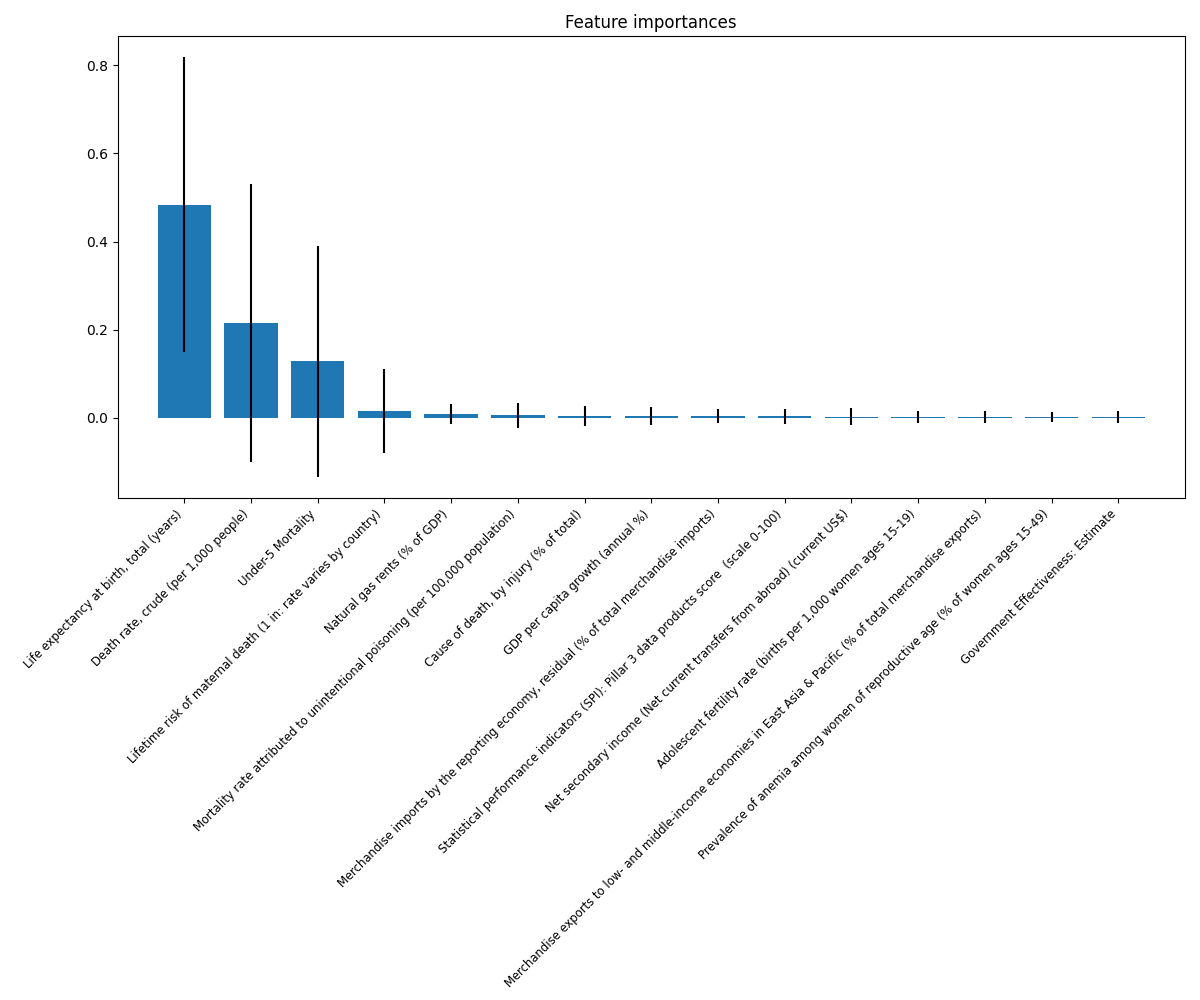 Feature importances
0.8
0.6
0.4
0.2
0.0
Life expectancy at birth, total (years)
Death rate, crude (per 1,000 people)
Under-5 Mortality
Lifetime risk of maternal death (1 in: rate varies by country)
Natural gas rents (% of GDP)
Mortality rate attributed to unintentional poisoning (per 100,000 population)
Cause of death, by injury (% of total)
GDP per capita growth (annual %)
Merchandise imports by the reporting economy, residual (% of total merchandise imports)
Statistical performance indicators (SPI): Pillar 3 data products score  (scale 0-100)
Net secondary income (Net current transfers from abroad) (current US$)
Adolescent fertility rate (births per 1,000 women ages 15-19)
Merchandise exports to low- and middle-income economies in East Asia & Pacific (% of total merchandise exports)
Prevalence of anemia among women of reproductive age (% of women ages 15-49)
Government Effectiveness: Estimate